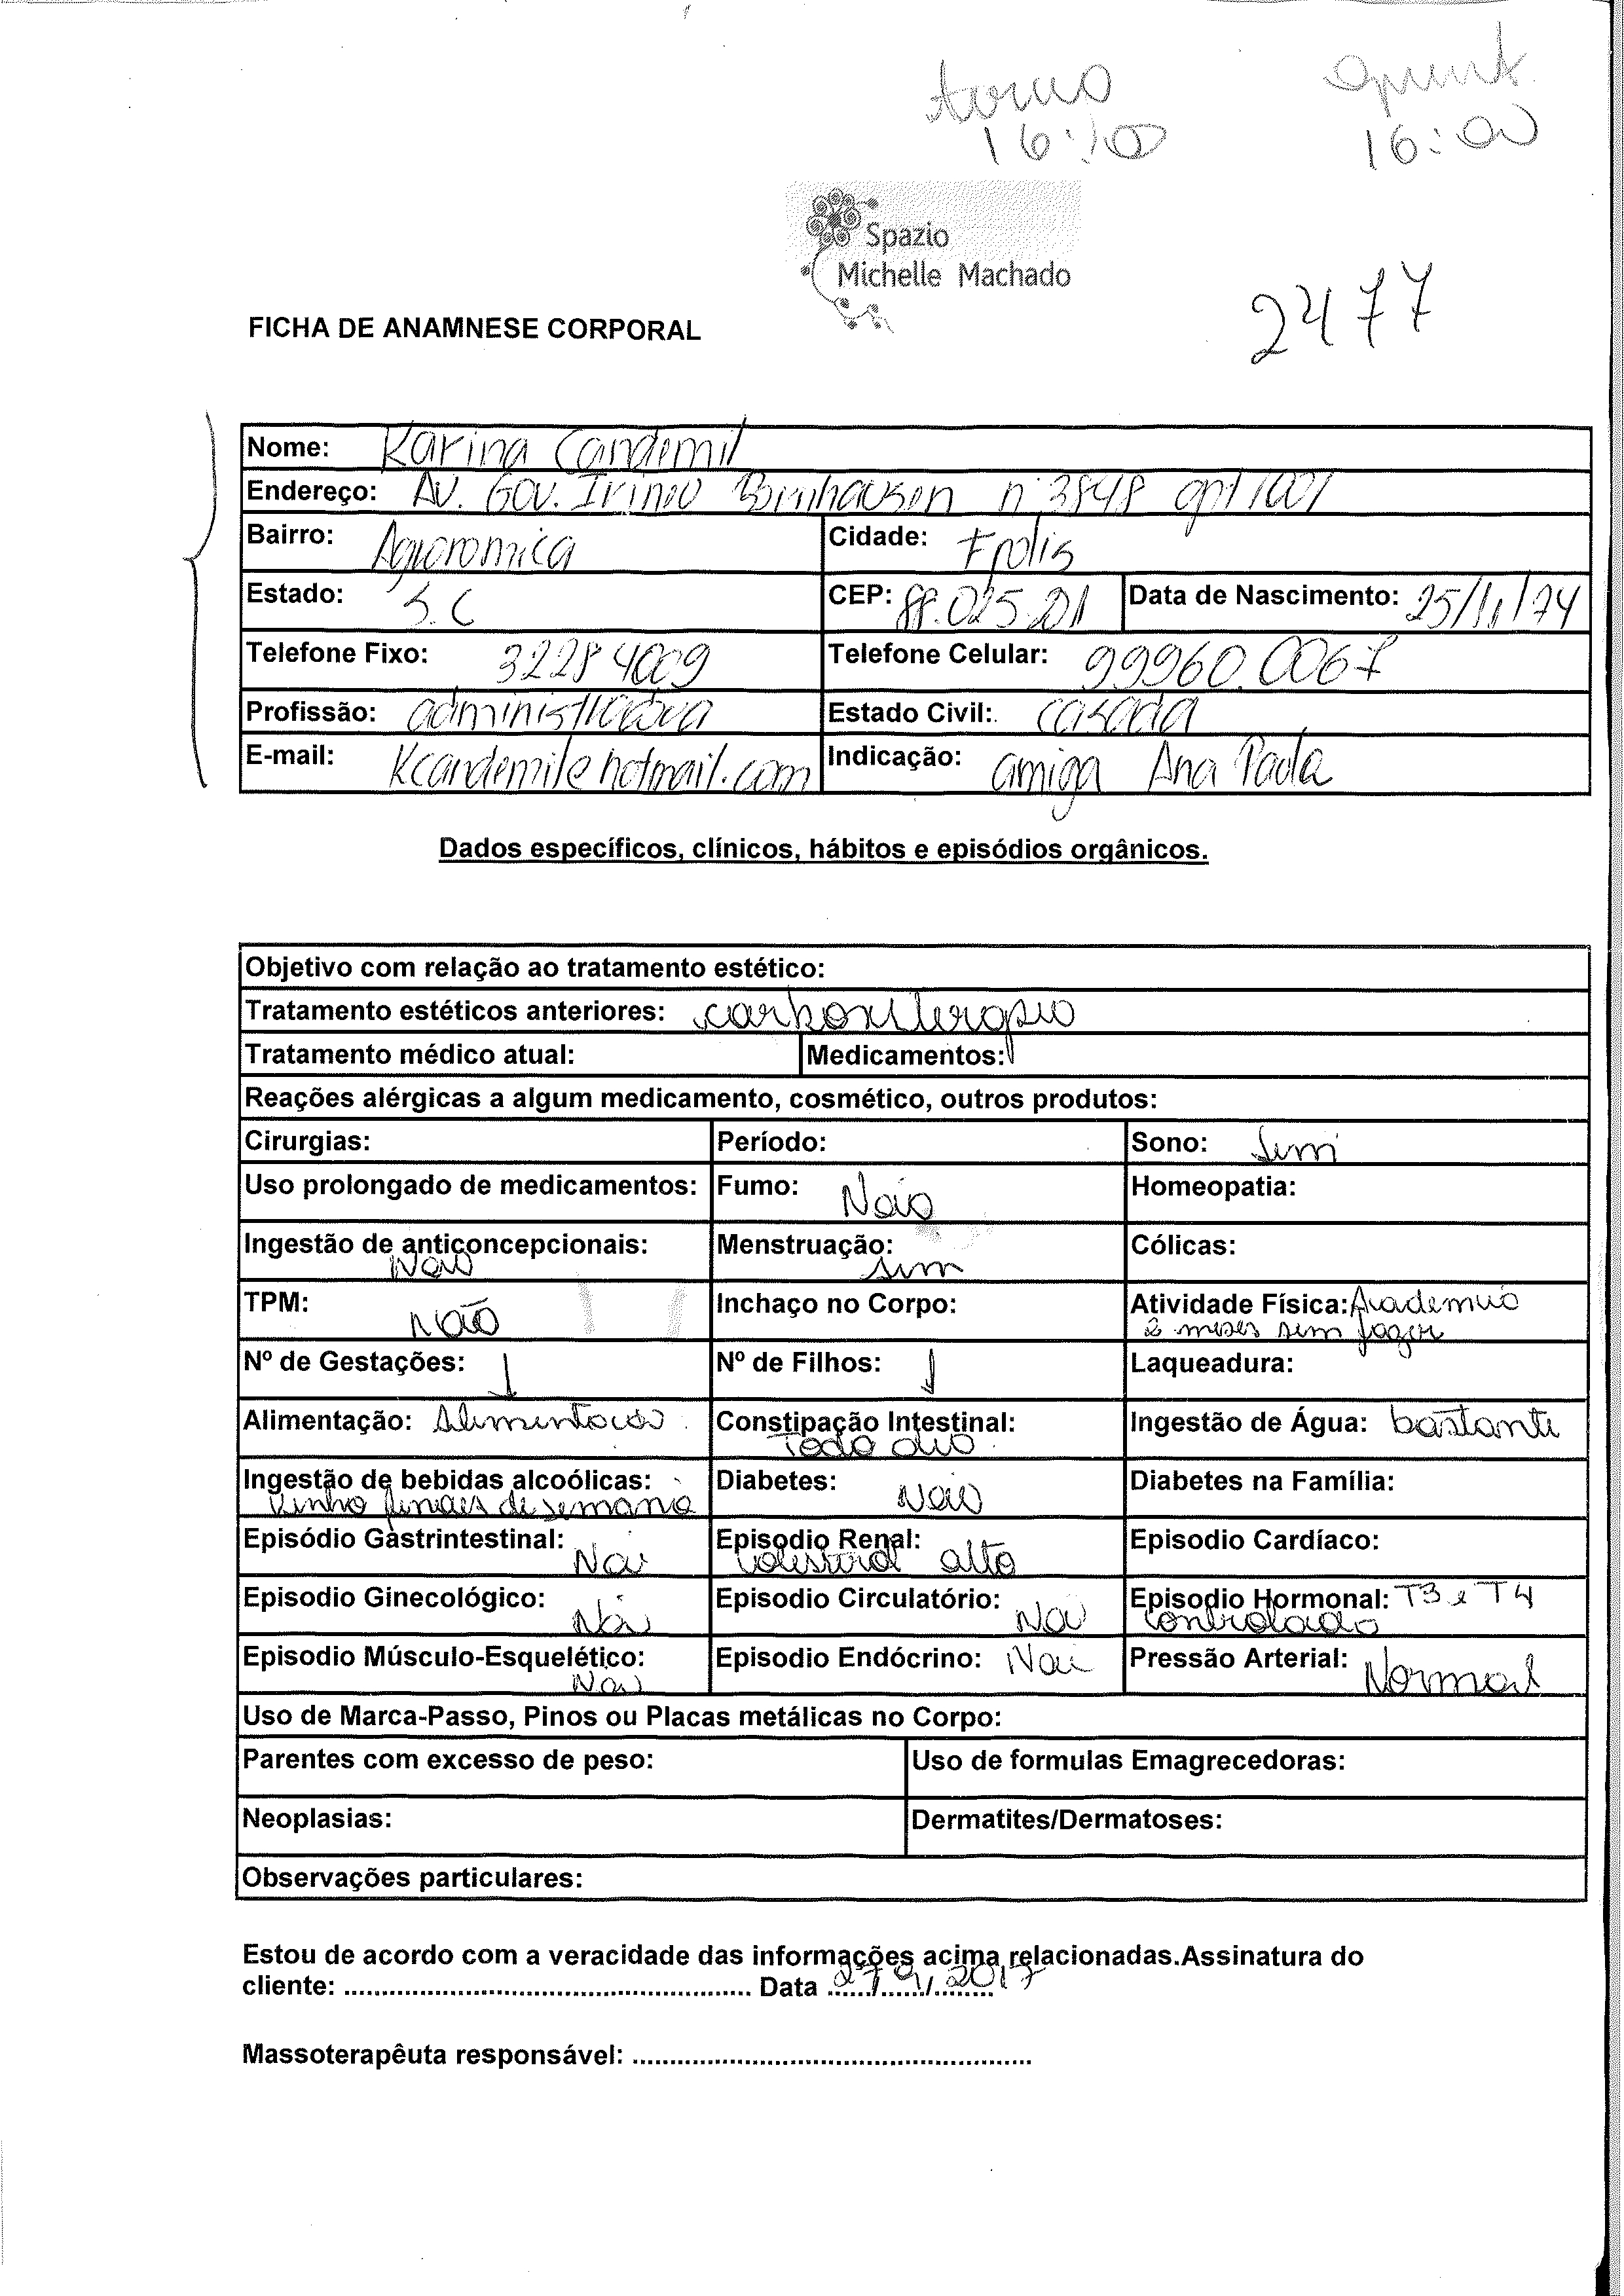 16:00 16:00
Spazio
Michelle Machado
2477
FICHA DE ANAMNESE CORPORAL
Nome: Karina Candemil
Endereço: Av. Gov. Irineu Bornhausen nº 3848 apt 1001
Bairro: Agronomica Cidade: Fpolis
Estado: S.C CEP: Data de Nascimento: 25/11/74
Telefone Fixo: 3228 4009 Telefone Celular: 99960.0067
Profissão: administradora Estado Civil: casada
E-mail: Kcandemil@hotmail.com Indicação: amiga Ana Paula
Dados específicos, clínicos, hábitos e episódios orgânicos.
Objetivo com relação ao tratamento estético:
Tratamento estéticos anteriores: carboxiterapia
Tratamento médico atual: Medicamentos:
Reações alérgicas a algum medicamento, cosmético, outros produtos:
Cirurgias: Período: Sono: Sim
Uso prolongado de medicamentos: Fumo: Não Homeopatia:
Ingestão de anticoncepcionais: Não Menstruação: sim Cólicas:
TPM: Não Inchaço no Corpo: Atividade Física: Academia
2 meses sem fazer
Nº de Gestações: 1 Nº de Filhos: 1 Laqueadura:
Alimentação: Constipação Intestinal: Todo dia Ingestão de Água: bastante
Ingestão de bebidas alcoólicas: Vinho finais de semana Diabetes: Não Diabetes na Família:
Episódio Gastrintestinal: Não Episodio Renal: colesterol alto Episodio Cardíaco:
Episodio Ginecológico: Não Episodio Circulatório: Não Episodio Hormonal: T3 e T4
controlado
Episodio Músculo-Esquelético: Não Episodio Endócrino: Não Pressão Arterial: Normal
Uso de Marca-Passo, Pinos ou Placas metálicas no Corpo:
Parentes com excesso de peso: Uso de formulas Emagrecedoras:
Neoplasias: Dermatites/Dermatoses:
Observações particulares:
Estou de acordo com a veracidade das informações acima relacionadas.Assinatura do
cliente: ...................................................... Data 27/9/2017
Massoterapêuta responsável: .....................................................